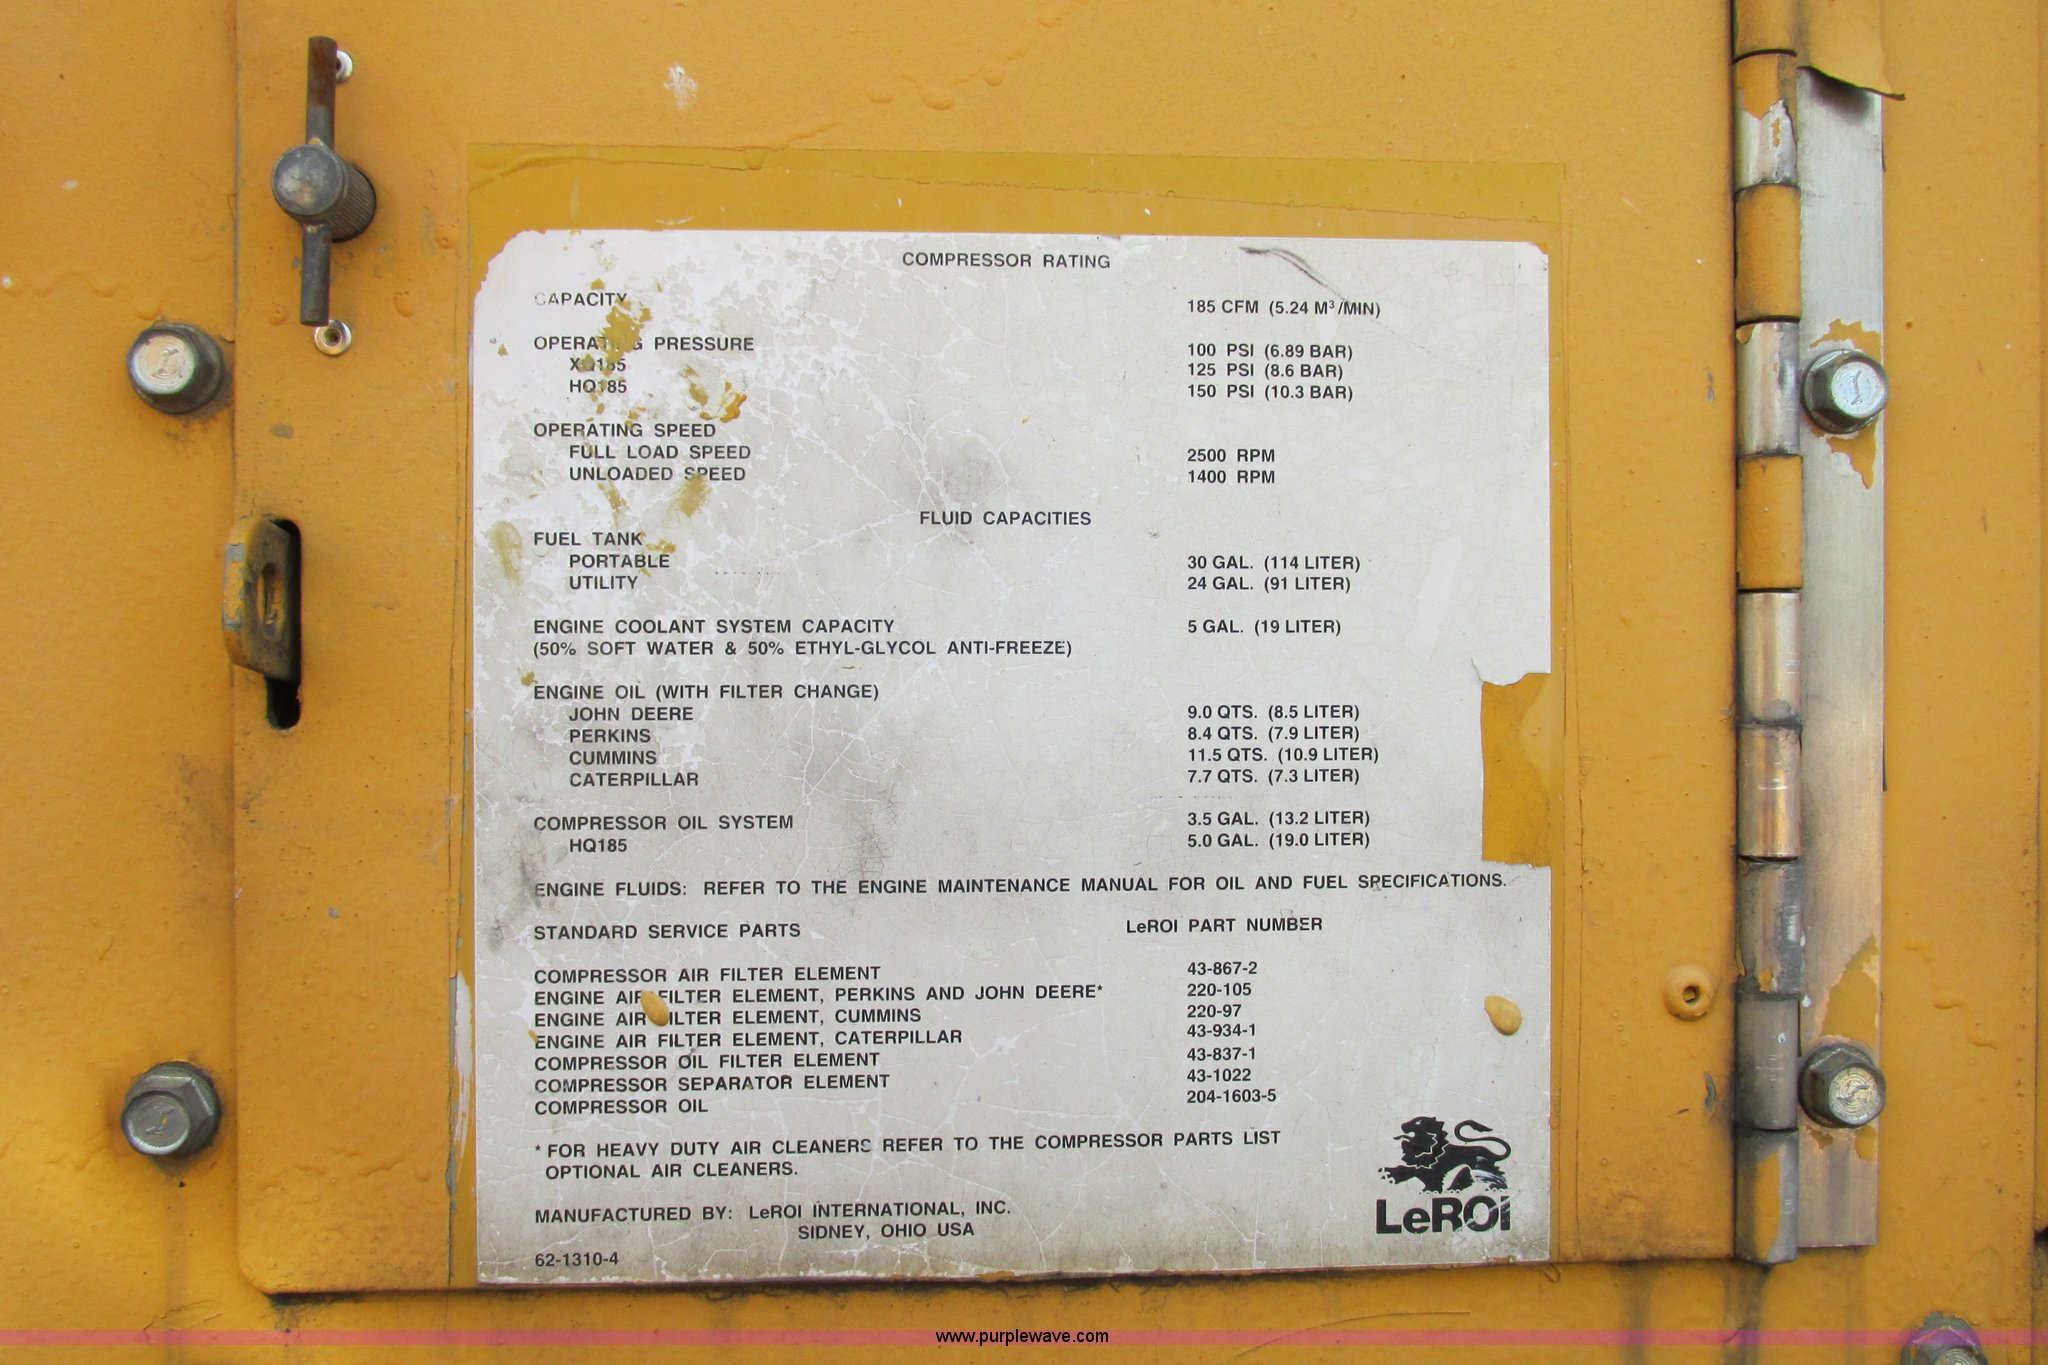 COMPRESSOR RATING
CAPACITY 185 CFM (5.24 M³/MIN)
OPERATING PRESSURE 100 PSI (6.89 BAR)
XQ185 125 PSI (8.6 BAR)
HQ185 150 PSI (10.3 BAR)
OPERATING SPEED
FULL LOAD SPEED 2500 RPM
UNLOADED SPEED 1400 RPM
FLUID CAPACITIES
FUEL TANK
PORTABLE 30 GAL. (114 LITER)
UTILITY 24 GAL. (91 LITER)
ENGINE COOLANT SYSTEM CAPACITY 5 GAL. (19 LITER)
(50% SOFT WATER & 50% ETHYL-GLYCOL ANTI-FREEZE)
ENGINE OIL (WITH FILTER CHANGE)
JOHN DEERE 9.0 QTS. (8.5 LITER)
PERKINS 8.4 QTS. (7.9 LITER)
CUMMINS 11.5 QTS. (10.9 LITER)
CATERPILLAR 7.7 QTS. (7.3 LITER)
COMPRESSOR OIL SYSTEM 3.5 GAL. (13.2 LITER)
HQ185 5.0 GAL. (19.0 LITER)
ENGINE FLUIDS: REFER TO THE ENGINE MAINTENANCE MANUAL FOR OIL AND FUEL SPECIFICATIONS.
STANDARD SERVICE PARTS LeROI PART NUMBER
COMPRESSOR AIR FILTER ELEMENT 43-867-2
ENGINE AIR FILTER ELEMENT, PERKINS AND JOHN DEERE* 220-105
ENGINE AIR FILTER ELEMENT, CUMMINS 220-97
ENGINE AIR FILTER ELEMENT, CATERPILLAR 43-934-1
COMPRESSOR OIL FILTER ELEMENT 43-837-1
COMPRESSOR SEPARATOR ELEMENT 43-1022
COMPRESSOR OIL 204-1603-5
* FOR HEAVY DUTY AIR CLEANERS REFER TO THE COMPRESSOR PARTS LIST
OPTIONAL AIR CLEANERS.
MANUFACTURED BY: LeROI INTERNATIONAL, INC.
SIDNEY, OHIO USA
LeROI
62-1310-4
www.purplewave.com